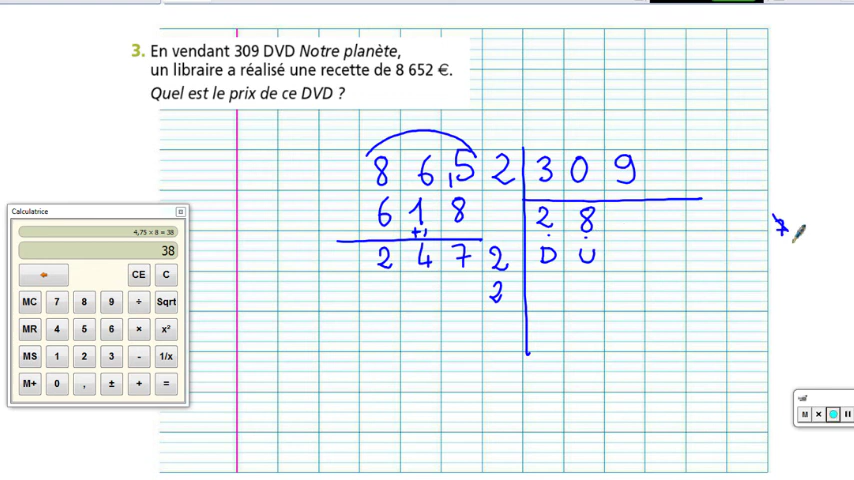 3. En vendant 309 DVD Notre planète,
un libraire a réalisé une recette de 8 652 €.
Quel est le prix de ce DVD ?
8 6,5 2 3 0 9
6 1 8 2 8
+1
2 4 7 2 D U
2
7
Calculatrice
4,75 × 8 = 38
38
CE C
MC 7 8 9 ÷ Sqrt
MR 4 5 6 × x²
MS 1 2 3 - 1/x
M+ 0 , ± + =
M